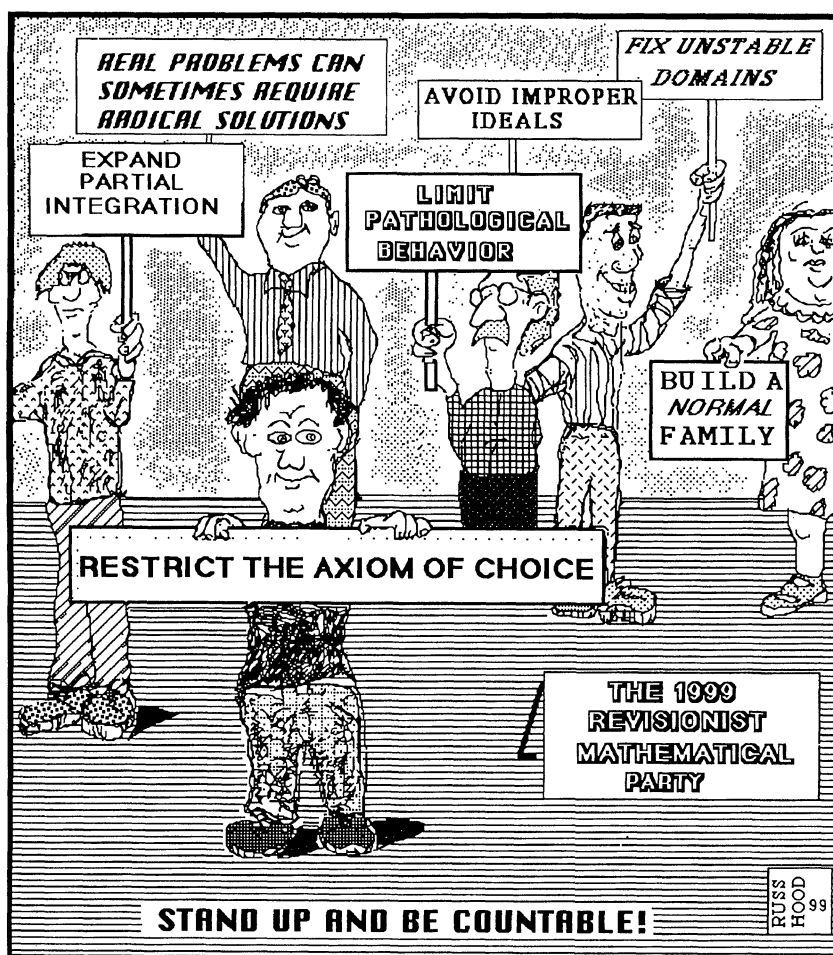 REAL PROBLEMS CAN
SOMETIMES REQUIRE
RADICAL SOLUTIONS
FIX UNSTABLE
DOMAINS
AVOID IMPROPER
IDEALS
EXPAND
PARTIAL
INTEGRATION
LIMIT
PATHOLOGICAL
BEHAVIOR
BUILD A
NORMAL
FAMILY
RESTRICT THE AXIOM OF CHOICE
THE 1999
REVISIONIST
MATHEMATICAL
PARTY
STAND UP AND BE COUNTABLE!
RUSS
HOOD 99